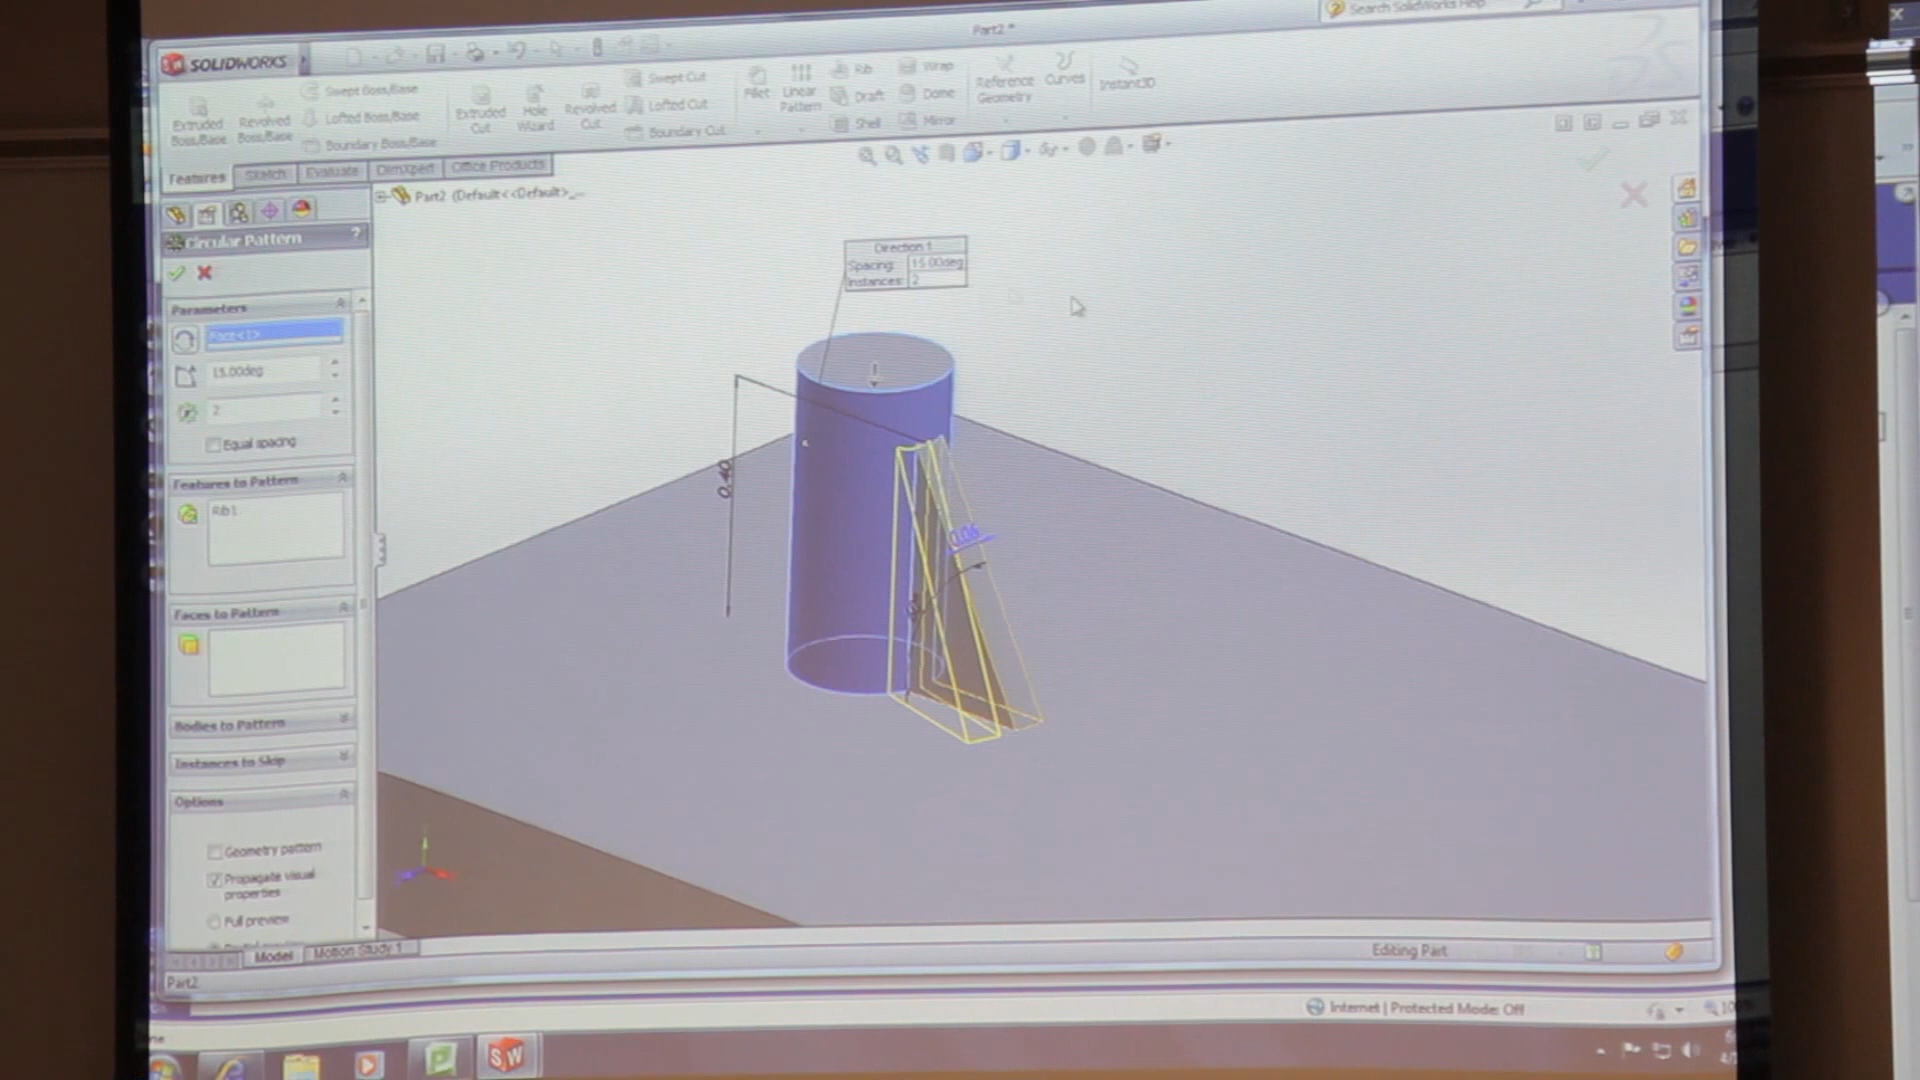 Part2 *
Search SolidWorks Help
SOLIDWORKS
Extruded Boss/Base
Revolved Boss/Base
Swept Boss/Base
Lofted Boss/Base
Boundary Boss/Base
Extruded Cut
Hole Wizard
Revolved Cut
Swept Cut
Lofted Cut
Boundary Cut
Fillet
Linear Pattern
Rib
Draft
Shell
Wrap
Dome
Mirror
Reference Geometry
Curves
Instant3D
Features Sketch Evaluate DimXpert Office Products
Part2 (Default<<Default>_...
Circular Pattern ?
Parameters
Face<1>
15.00deg
2
Equal spacing
Features to Pattern
Rib1
Faces to Pattern
Bodies to Pattern
Instances to Skip
Options
Geometry pattern
Propagate visual
properties
Full preview
Direction 1
Spacing: 15.00deg
Instances: 2
0.40
0.06
Model Motion Study 1
Editing Part
Part2
Internet | Protected Mode: Off
SW